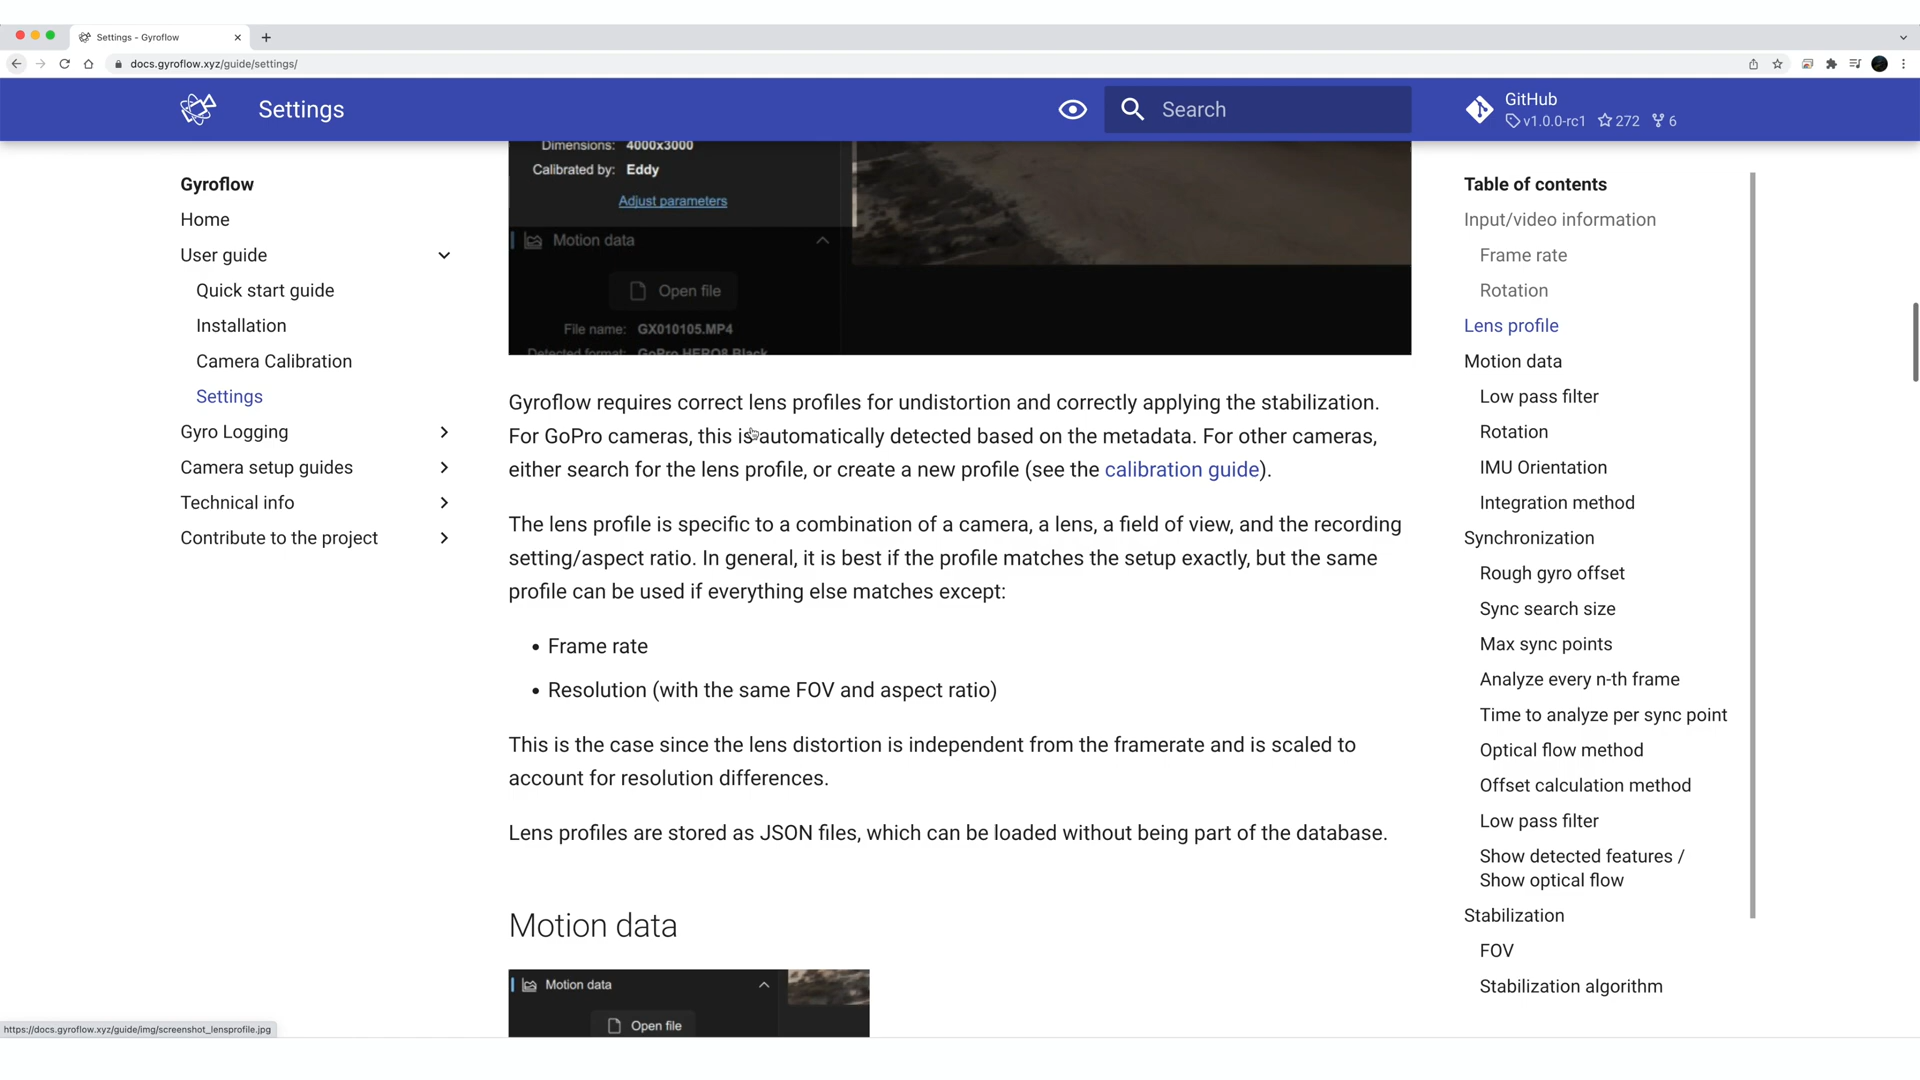 Settings - Gyroflow
docs.gyroflow.xyz/guide/settings/
Settings
Search
GitHub
v1.0.0-rc1 272 6
Gyroflow
Home
User guide
Quick start guide
Installation
Camera Calibration
Settings
Gyro Logging
Camera setup guides
Technical info
Contribute to the project
Dimensions: 4000x3000
Calibrated by: Eddy
Adjust parameters
Motion data
Open file
File name: GX010105.MP4
Detected format: GoPro HERO8 Black
Gyroflow requires correct lens profiles for undistortion and correctly applying the stabilization.
For GoPro cameras, this is automatically detected based on the metadata. For other cameras,
either search for the lens profile, or create a new profile (see the calibration guide).
The lens profile is specific to a combination of a camera, a lens, a field of view, and the recording
setting/aspect ratio. In general, it is best if the profile matches the setup exactly, but the same
profile can be used if everything else matches except:
• Frame rate
• Resolution (with the same FOV and aspect ratio)
This is the case since the lens distortion is independent from the framerate and is scaled to
account for resolution differences.
Lens profiles are stored as JSON files, which can be loaded without being part of the database.
Motion data
Motion data
Open file
Table of contents
Input/video information
Frame rate
Rotation
Lens profile
Motion data
Low pass filter
Rotation
IMU Orientation
Integration method
Synchronization
Rough gyro offset
Sync search size
Max sync points
Analyze every n-th frame
Time to analyze per sync point
Optical flow method
Offset calculation method
Low pass filter
Show detected features /
Show optical flow
Stabilization
FOV
Stabilization algorithm
https://docs.gyroflow.xyz/guide/img/screenshot_lensprofile.jpg